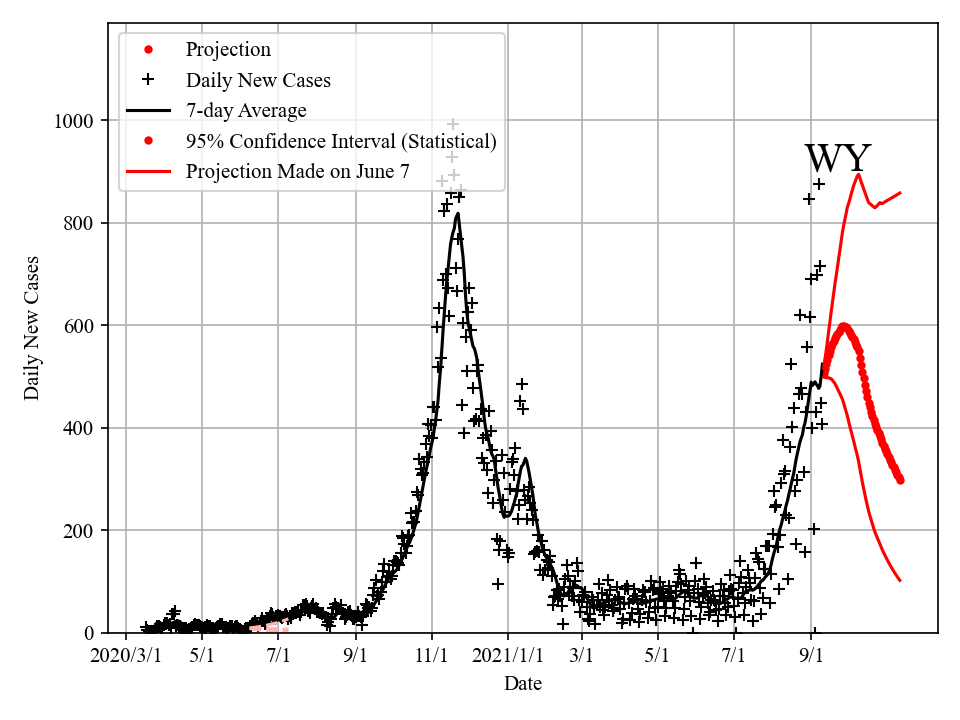 Projection
Daily New Cases
7-day Average
95% Confidence Interval (Statistical)
Projection Made on June 7
WY
1000
800
600
400
200
0
Daily New Cases
2020/3/1 5/1 7/1 9/1 11/1 2021/1/1 3/1 5/1 7/1 9/1
Date